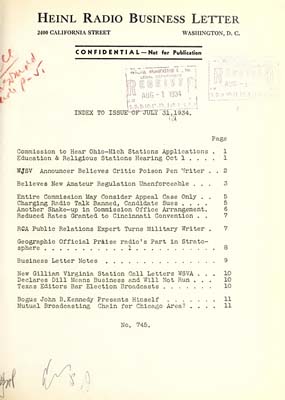 HEINL RADIO BUSINESS LETTER
2400 CALIFORNIA STREET WASHINGTON, D. C.
CONFIDENTIAL—Not for Publication
AUG - 1 1934
INDEX TO ISSUE OF JULY 31, 1934.
Page
Commission to Hear Ohio-Mich Stations Applications . 1
Education & Religious Stations Hearing Oct 1 . . . . 1
WJSV Announcer Believes Critic Poison Pen Writer . . 2
Believes New Amateur Regulation Unenforceable . . . 3
Entire Commission May Consider Appeal Case Only . . 5
Charging Radio Talk Banned, Candidate Sues . . . . 5
Another Shake-up in Commission Office Arrangement. 6
Reduced Rates Granted to Cincinnati Convention . . 7
RCA Public Relations Expert Turns Military Writer . 7
Geographic Official Praises radio's Part in Strato-
sphere . . . . . . . . . . . . . . . . . . . . . . 8
Business Letter Notes . . . . . . . . . . . . . . 9
New Gillian Virginia Station Call Letters WSVA . . . 10
Declares Dill Means Business and Will Not Run . . . 10
Texas Editors Bar Election Broadcasts . . . . . . . 10
Bogus John B. Kennedy Presents Himself . . . . . . 11
Mutual Broadcasting Chain for Chicago Area? . . . . 11
No. 745.